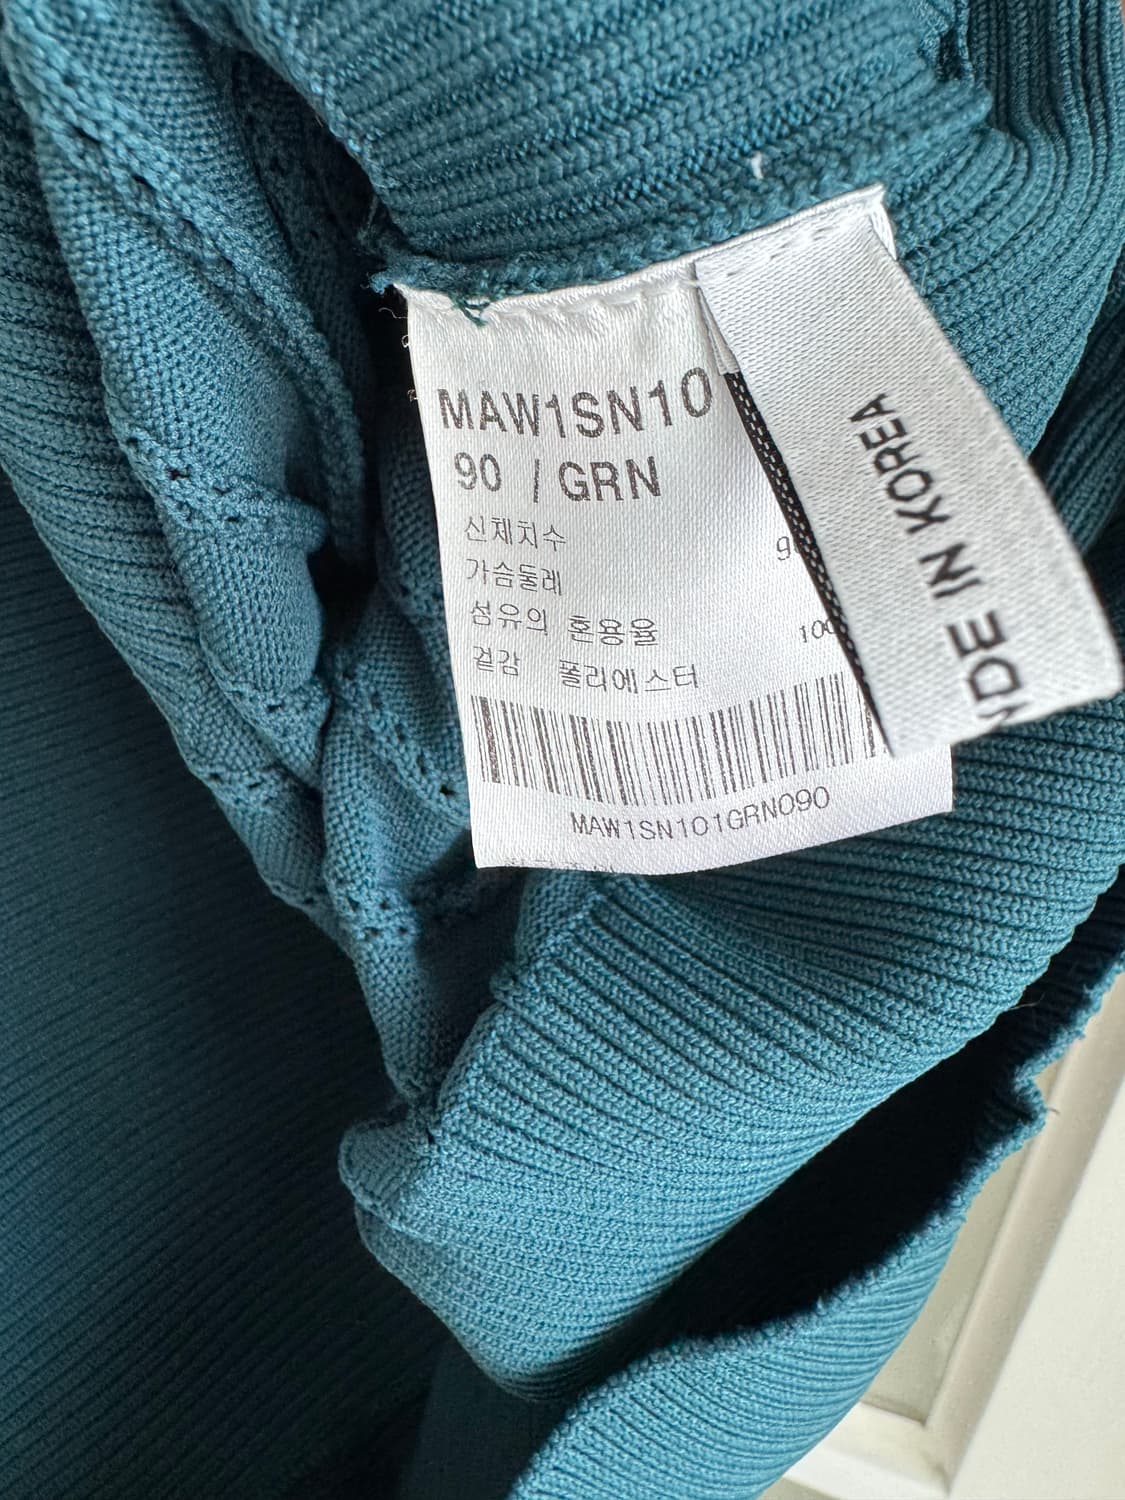 MAW1SN10
90 / GRN
신체치수
가슴둘레
섬유의 혼용율
겉감 폴리에스터
MAW1SN101GRN090
IN KOREA